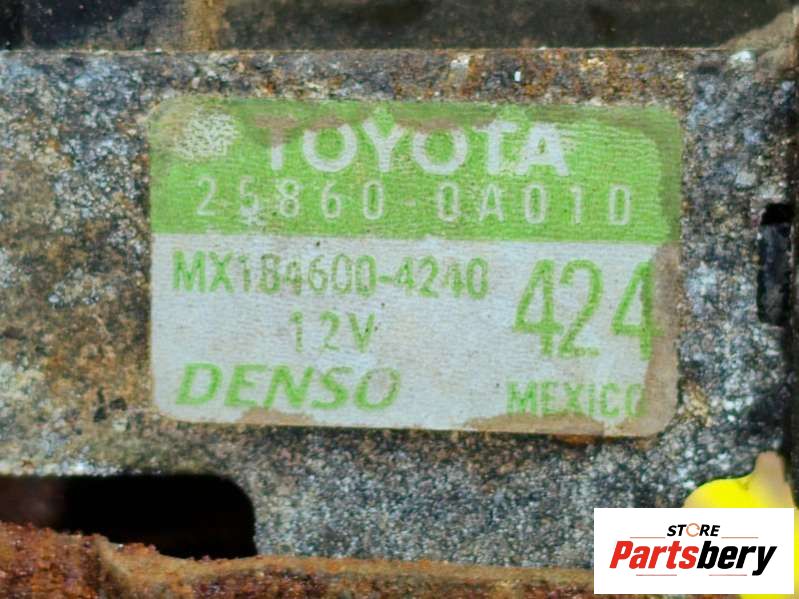 TOYOTA
25860-0A010
MX184600-4240
12V
424
DENSO
MEXICO
STORE
Partsbery